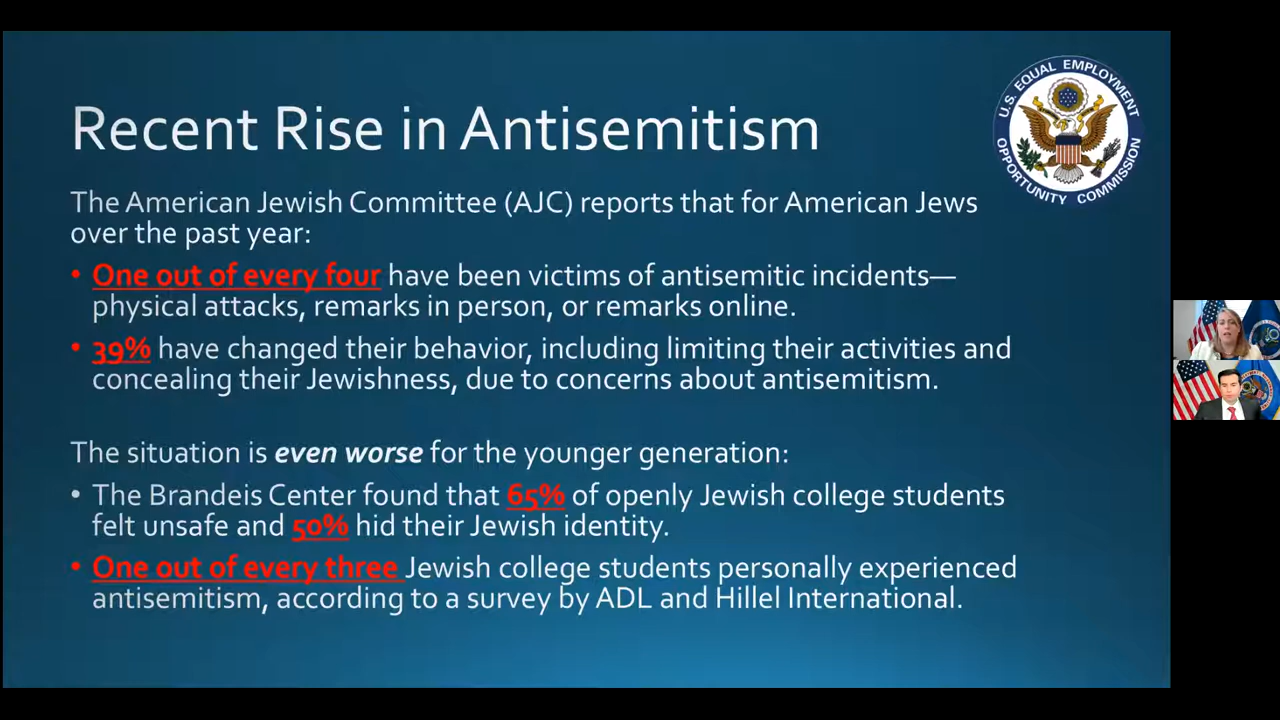 Recent Rise in Antisemitism
U.S. EQUAL EMPLOYMENT
OPPORTUNITY COMMISSION
The American Jewish Committee (AJC) reports that for American Jews
over the past year:
• One out of every four have been victims of antisemitic incidents—
physical attacks, remarks in person, or remarks online.
• 39% have changed their behavior, including limiting their activities and
concealing their Jewishness, due to concerns about antisemitism.
The situation is even worse for the younger generation:
• The Brandeis Center found that 65% of openly Jewish college students
felt unsafe and 50% hid their Jewish identity.
• One out of every three Jewish college students personally experienced
antisemitism, according to a survey by ADL and Hillel International.